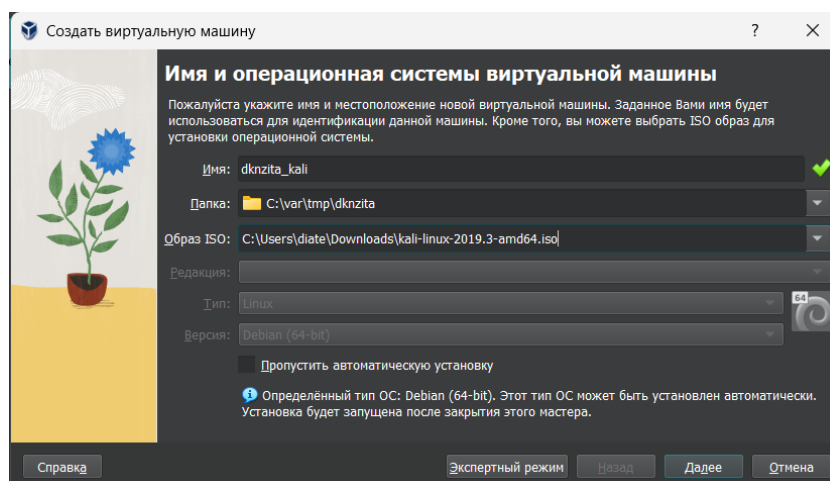 Создать виртуальную машину
?
Имя и операционная системы виртуальной машины
Пожалуйста укажите имя и местоположение новой виртуальной машины. Заданное Вами имя будет
использоваться для идентификации данной машины. Кроме того, вы можете выбрать ISO образ для
установки операционной системы.
Имя: dknzita_kali
Папка: C:\var\tmp\dknzita
Образ ISO: C:\Users\diate\Downloads\kali-linux-2019.3-amd64.iso
Редакция:
Тип: Linux
64
Версия: Debian (64-bit)
Пропустить автоматическую установку
Определённый тип ОС: Debian (64-bit). Этот тип ОС может быть установлен автоматически.
Установка будет запущена после закрытия этого мастера.
Справка Экспертный режим Назад Далее Отмена